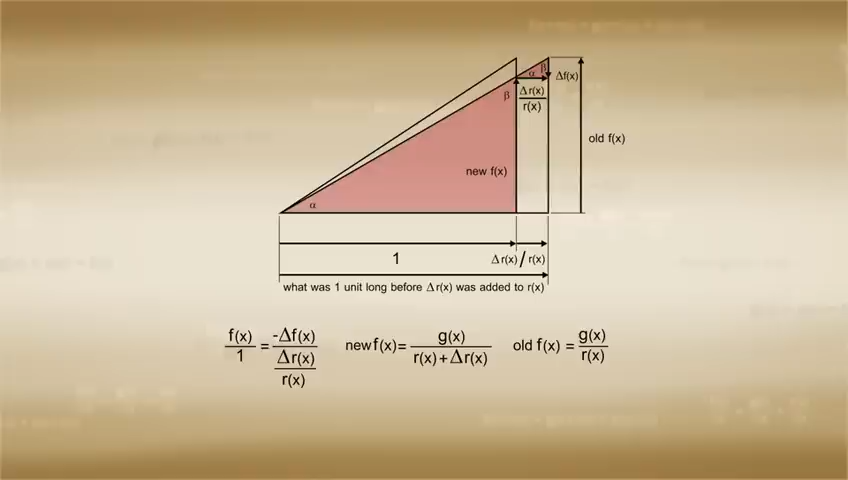 β
α
Δf(x)
β
Δr(x)
r(x)
old f(x)
new f(x)
α
1
Δr(x)/r(x)
what was 1 unit long before Δr(x) was added to r(x)
f(x)
1
=
-Δf(x)
Δr(x)
r(x)
new f(x)=
g(x)
r(x)+Δr(x)
old f(x) =
g(x)
r(x)